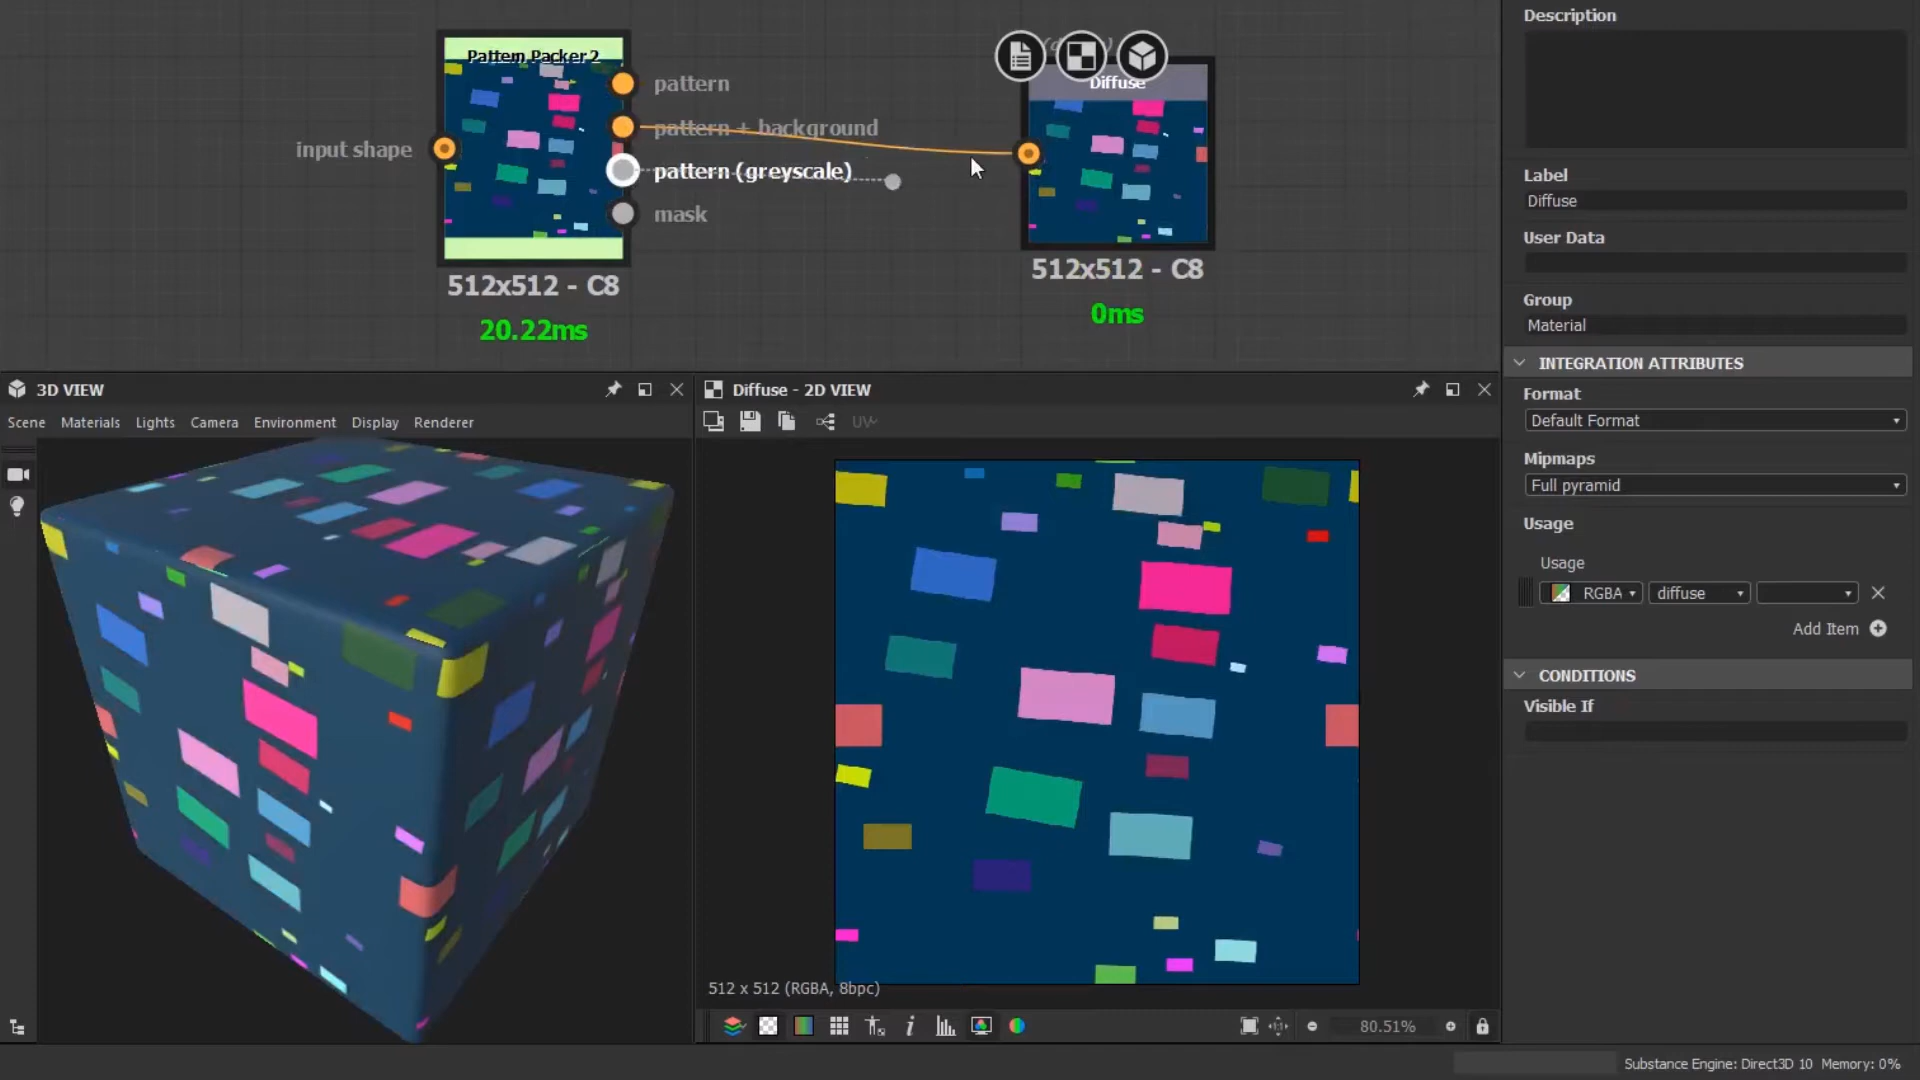 Pattern Packer 2
pattern
pattern + background
input shape
pattern (greyscale)
mask
512x512 - C8
20.22ms
Diffuse
512x512 - C8
0ms
Description
Label
Diffuse
User Data
Group
Material
INTEGRATION ATTRIBUTES
Format
Default Format
Mipmaps
Full pyramid
Usage
Usage
RGBA diffuse
Add Item
CONDITIONS
Visible If
3D VIEW
Scene Materials Lights Camera Environment Display Renderer
Diffuse - 2D VIEW
UV
512 x 512 (RGBA, 8bpc)
80.51%
Substance Engine: Direct3D 10 Memory: 0%